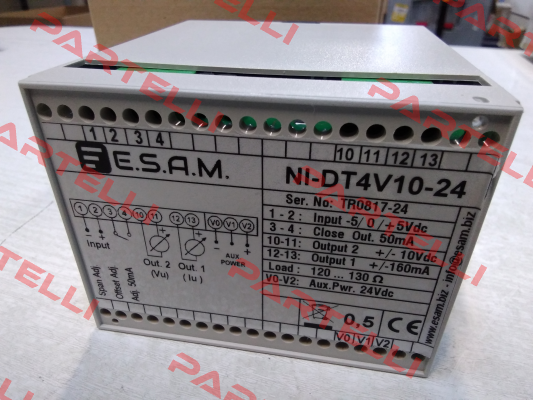 PARTELLI
1 2 3 4
10 11 12 13
E.S.A.M.
NI-DT4V10-24
Ser. No: TR0817-24
1 - 2 : Input -5/ 0 / +5Vdc
3 - 4 : Close Out. 50mA
10-11: Output 2 +/- 10Vdc
12-13: Output 1 +/-160mA
Load : 120 ... 130 Ω
V0-V2: Aux.Pwr. 24Vdc
0,5 CE
www.esam.biz - info@esam.biz
1 2 3 4 10 11 12 13 V0 V1 V2
- + - + - + - +
Input
Out. 2
(Vu)
Out. 1
(Iu)
AUX
POWER
Span Adj.
Offset Adj.
Adj. 50mA
V0 V1 V2